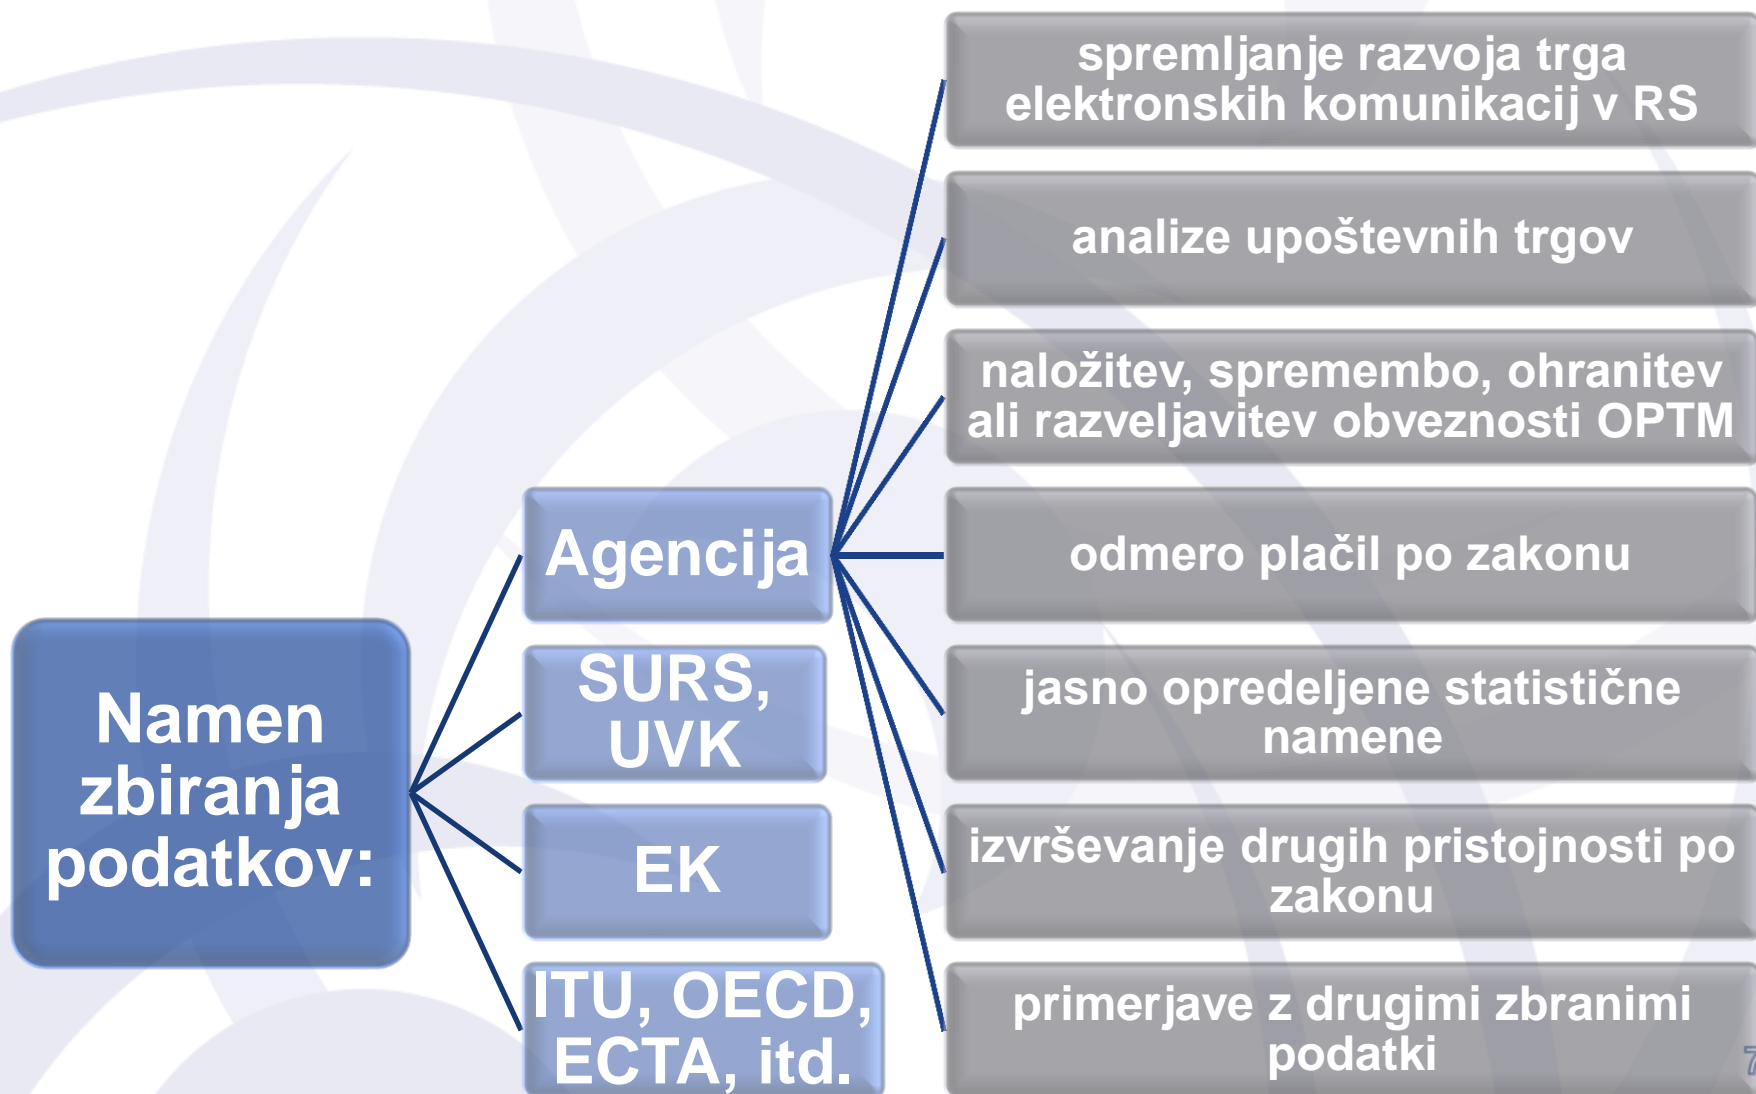 Namen
zbiranja
podatkov:
Agencija
SURS,
UVK
EK
ITU, OECD,
ECTA, itd.
spremljanje razvoja trga
elektronskih komunikacij v RS
analize upoštevnih trgov
naložitev, spremembo, ohranitev
ali razveljavitev obveznosti OPTM
odmero plačil po zakonu
jasno opredeljene statistične
namene
izvrševanje drugih pristojnosti po
zakonu
primerjave z drugimi zbranimi
podatki
7